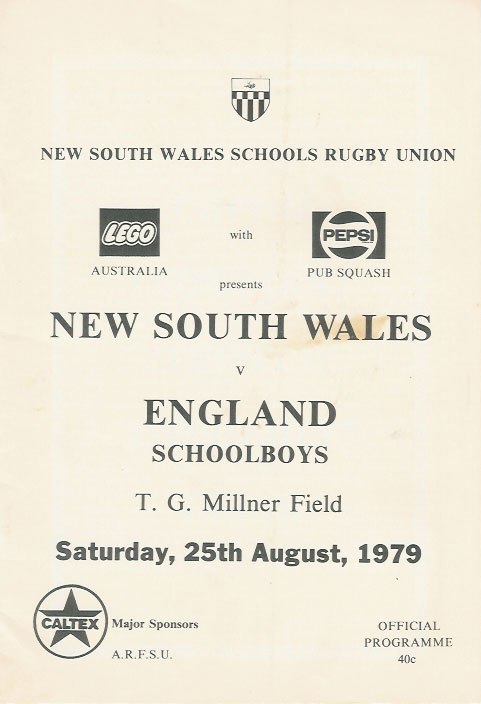 NEW SOUTH WALES SCHOOLS RUGBY UNION
LEGO
AUSTRALIA
with
PEPSI
PUB SQUASH
presents
NEW SOUTH WALES
v
ENGLAND
SCHOOLBOYS
T. G. Millner Field
Saturday, 25th August, 1979
CALTEX
Major Sponsors
A.R.F.S.U.
OFFICIAL
PROGRAMME
40c